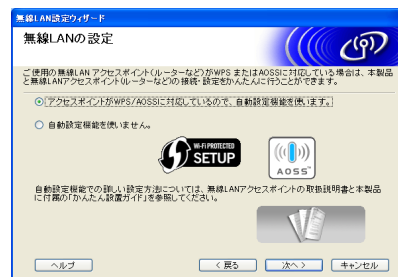 無線LAN設定ウィザード
無線LANの設定
ご使用の無線LAN アクセスポイント(ルーターなど)がWPS またはAOSSに対応している場合は、本製品
と無線LANアクセスポイント(ルーターなど)の接続・設定をかんたんに行うことができます。
アクセスポイントがWPS/AOSSに対応しているので、自動設定機能を使います。
自動設定機能を使いません。
WI-FI PROTECTED
SETUP
AOSS
自動設定機能での詳しい設定方法については、無線LANアクセスポイントの取扱説明書と本製品
に付属の「かんたん設置ガイド」を参照してください。
ヘルプ
< 戻る
次へ >
キャンセル